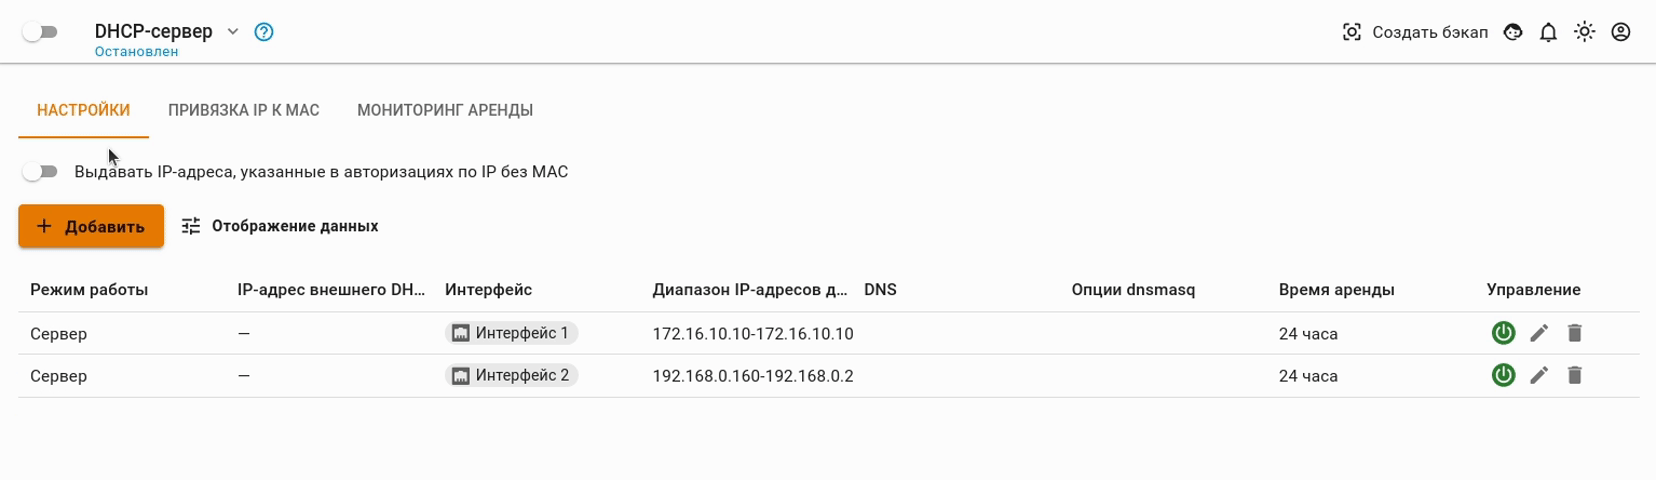 DHCP-сервер
Остановлен
Создать бэкап
НАСТРОЙКИ ПРИВЯЗКА IP К MAC МОНИТОРИНГ АРЕНДЫ
Выдавать IP-адреса, указанные в авторизациях по IP без MAC
Добавить Отображение данных
Режим работы IP-адрес внешнего DH... Интерфейс Диапазон IP-адресов д... DNS Опции dnsmasq Время аренды Управление
Сервер — Интерфейс 1 172.16.10.10-172.16.10.10 24 часа
Сервер — Интерфейс 2 192.168.0.160-192.168.0.2 24 часа